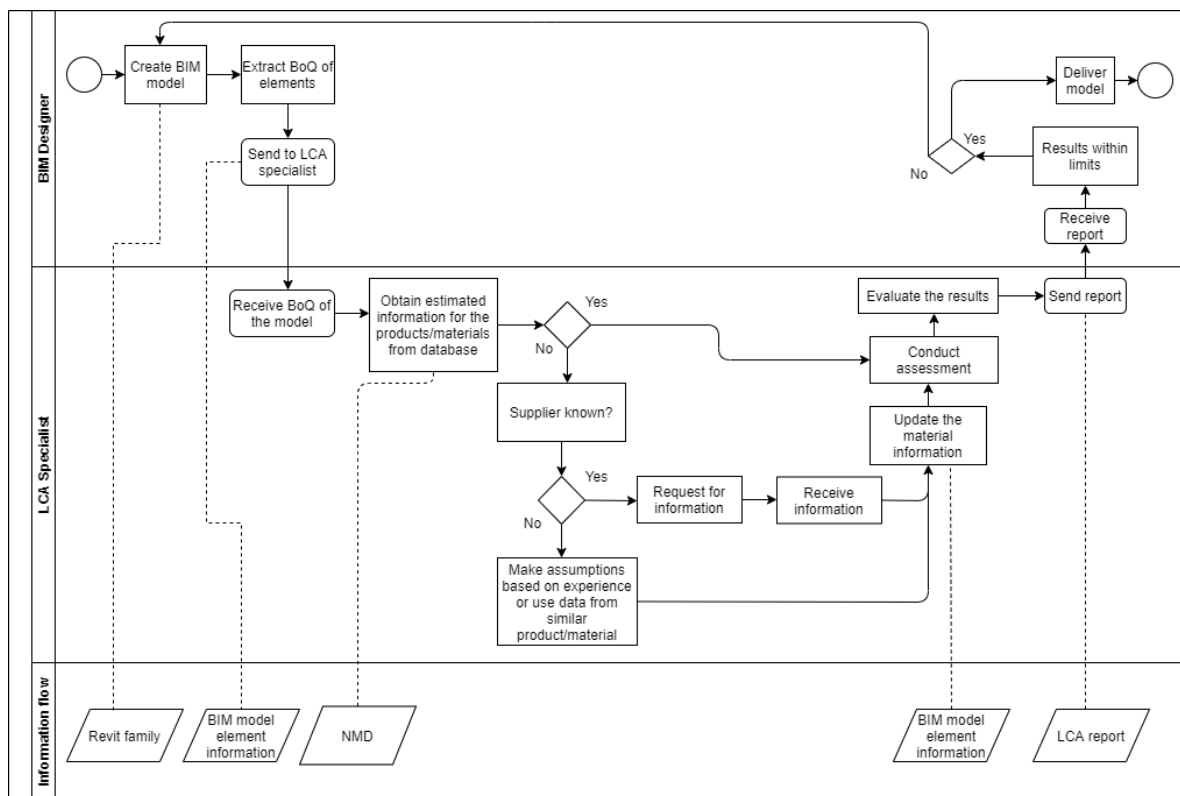 BIM Designer
Create BIM
model
Extract BoQ of
elements
Send to LCA
specialist
Deliver
model
Yes
No
Results within
limits
Receive
report
LCA Specialist
Receive BoQ of
the model
Obtain estimated
information for the
products/materials
from database
Yes
No
Evaluate the results
Send report
Conduct
assessment
Supplier known?
Update the
material
information
Yes
No
Request for
information
Receive
information
Make assumptions
based on experience
or use data from
similar
product/material
Information flow
Revit family
BIM model
element
information
NMD
BIM model
element
information
LCA report